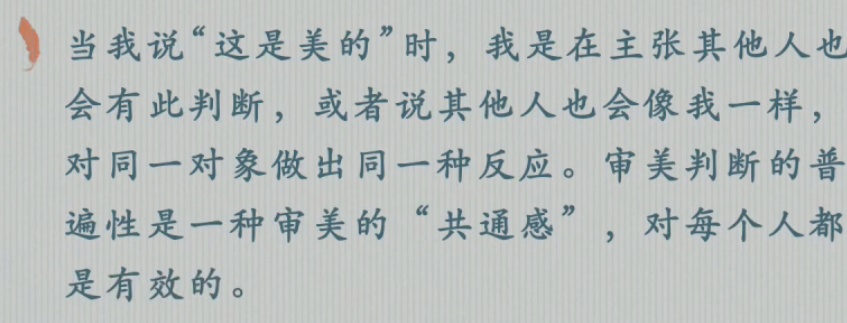 当我说“这是美的”时，我是在主张其他人也
会有此判断，或者说其他人也会像我一样，
对同一对象做出同一种反应。审美判断的普
遍性是一种审美的“共通感”，对每个人都
是有效的。